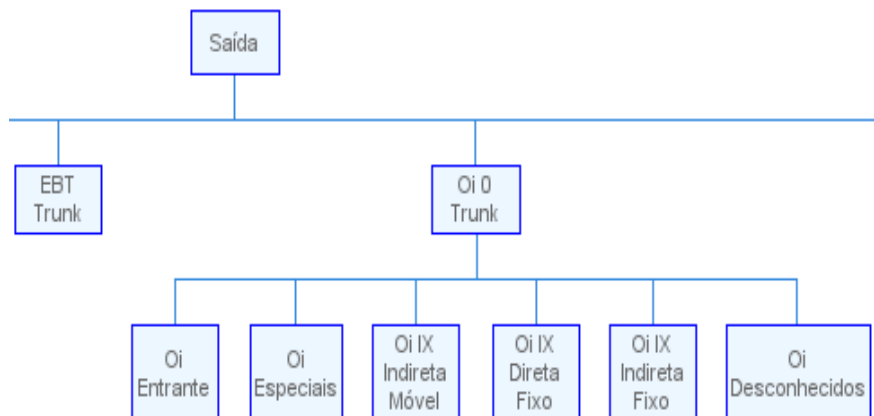 Saída
EBT
Trunk
Oi 0
Trunk
Oi
Entrante
Oi
Especiais
Oi IX
Indireta
Móvel
Oi IX
Direta
Fixo
Oi IX
Indireta
Fixo
Oi
Desconhecidos